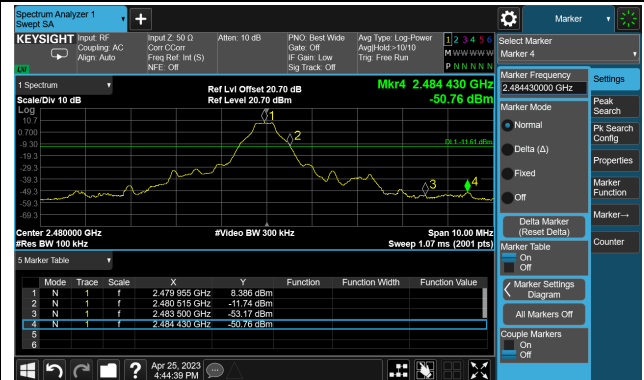 Spectrum Analyzer 1
Swept SA
Marker
KEYSIGHT
Input: RF
Coupling: AC
Align: Auto
Input Z: 50 Ω
Corr CCorr
Freq Ref: Int (S)
NFE: Off
Atten: 10 dB
PNO: Best Wide
Gate: Off
IF Gain: Low
Sig Track: Off
Avg Type: Log-Power
Avg|Hold:>10/10
Trig: Free Run
1 2 3 4 5 6
M W W W W W
P N N N N N
Select Marker
Marker 4
1 Spectrum
Scale/Div 10 dB
Ref Lvl Offset 20.70 dB
Ref Level 20.70 dBm
Mkr4 2.484 430 GHz
-50.76 dBm
Log
10.7
0.700
-9.30
-19.3
-29.3
-39.3
-49.3
-59.3
-69.3
1
2
3
4
DL1 -11.61 dBm
Center 2.480000 GHz
#Res BW 100 kHz
#Video BW 300 kHz
Span 10.00 MHz
Sweep 1.07 ms (2001 pts)
5 Marker Table
Mode Trace Scale X Y Function Function Width Function Value
1 N 1 f 2.479 955 GHz 8.386 dBm
2 N 1 f 2.480 515 GHz -11.74 dBm
3 N 1 f 2.483 500 GHz -53.17 dBm
4 N 1 f 2.484 430 GHz -50.76 dBm
5
6
Marker Frequency
2.484430000 GHz
Marker Mode
Normal
Delta (Δ)
Fixed
Off
Delta Marker
(Reset Delta)
Marker Table
On
Off
Marker Settings
Diagram
All Markers Off
Couple Markers
On
Off
Settings
Peak
Search
Pk Search
Config
Properties
Marker
Function
Marker→
Counter
?
Apr 25, 2023
4:44:39 PM